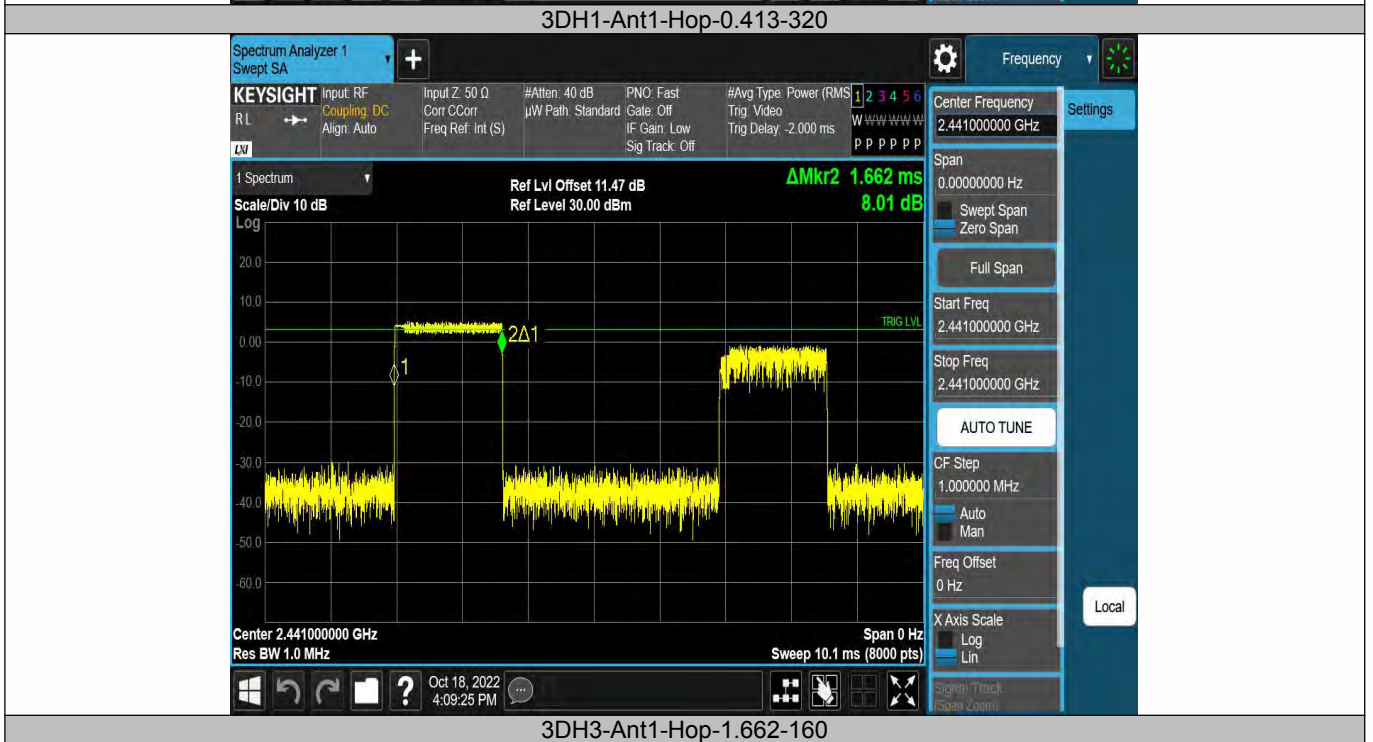 3DH1-Ant1-Hop-0.413-320
Spectrum Analyzer 1
Swept SA
+
Frequency
KEYSIGHT
RL
LXI
Input: RF
Coupling: DC
Align: Auto
Input Z: 50 Ω
Corr CCorr
Freq Ref: Int (S)
#Atten: 40 dB
µW Path: Standard
PNO: Fast
Gate: Off
IF Gain: Low
Sig Track: Off
#Avg Type: Power (RMS
Trig: Video
Trig Delay: -2.000 ms
1 2 3 4 5 6
W W W W W W
P P P P P P
Center Frequency
2.441000000 GHz
Settings
Span
0.00000000 Hz
Swept Span
Zero Span
Full Span
Start Freq
2.441000000 GHz
Stop Freq
2.441000000 GHz
AUTO TUNE
CF Step
1.000000 MHz
Auto
Man
Freq Offset
0 Hz
X Axis Scale
Log
Lin
Signal Track
(Span Zoom)
Local
1 Spectrum
Scale/Div 10 dB
Log
Ref Lvl Offset 11.47 dB
Ref Level 30.00 dBm
ΔMkr2 1.662 ms
8.01 dB
20.0
10.0
0.00
-10.0
-20.0
-30.0
-40.0
-50.0
-60.0
TRIG LVL
2Δ1
1
Center 2.441000000 GHz
Res BW 1.0 MHz
Span 0 Hz
Sweep 10.1 ms (8000 pts)
?
Oct 18, 2022
4:09:25 PM
3DH3-Ant1-Hop-1.662-160